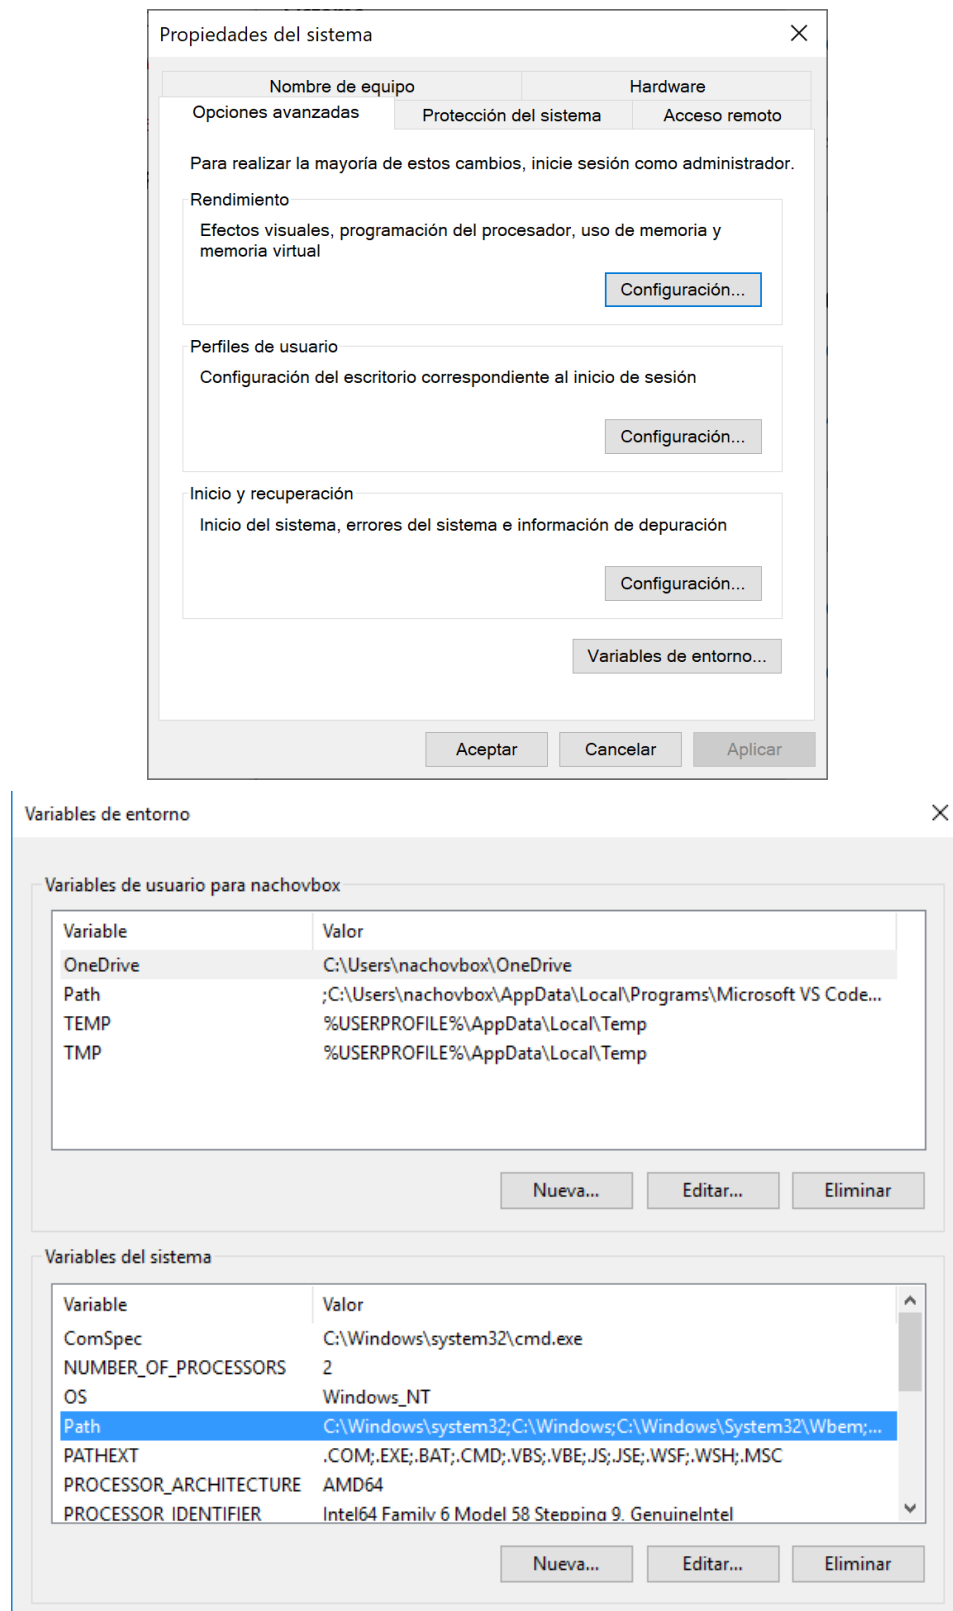 Propiedades del sistema
Nombre de equipo
Hardware
Opciones avanzadas
Protección del sistema
Acceso remoto
Para realizar la mayoría de estos cambios, inicie sesión como administrador.
Rendimiento
Efectos visuales, programación del procesador, uso de memoria y
memoria virtual
Configuración...
Perfiles de usuario
Configuración del escritorio correspondiente al inicio de sesión
Configuración...
Inicio y recuperación
Inicio del sistema, errores del sistema e información de depuración
Configuración...
Variables de entorno...
Aceptar
Cancelar
Aplicar
Variables de entorno
Variables de usuario para nachovbox
Variable Valor
OneDrive C:\Users\nachovbox\OneDrive
Path ;C:\Users\nachovbox\AppData\Local\Programs\Microsoft VS Code...
TEMP %USERPROFILE%\AppData\Local\Temp
TMP %USERPROFILE%\AppData\Local\Temp
Nueva...
Editar...
Eliminar
Variables del sistema
Variable Valor
ComSpec C:\Windows\system32\cmd.exe
NUMBER_OF_PROCESSORS 2
OS Windows_NT
Path C:\Windows\system32;C:\Windows;C:\Windows\System32\Wbem;...
PATHEXT .COM;.EXE;.BAT;.CMD;.VBS;.VBE;.JS;.JSE;.WSF;.WSH;.MSC
PROCESSOR_ARCHITECTURE AMD64
PROCESSOR_IDENTIFIER Intel64 Family 6 Model 58 Stepping 9, GenuineIntel
Nueva...
Editar...
Eliminar